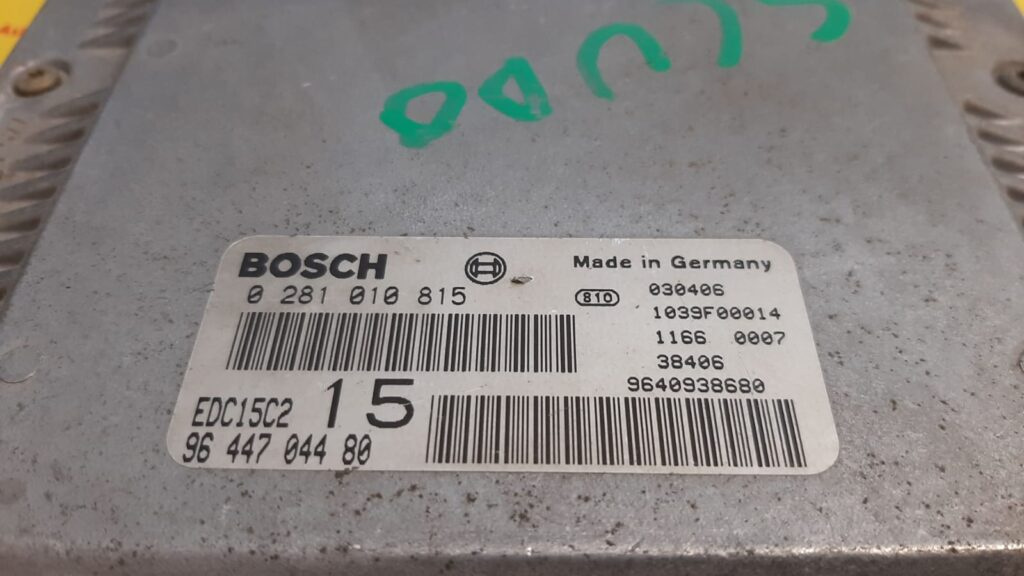 BOSCH
0 281 010 815
EDC15C2 15
96 447 044 80
Made in Germany
810 030406
1039F00014
1166 0007
38406
9640938680